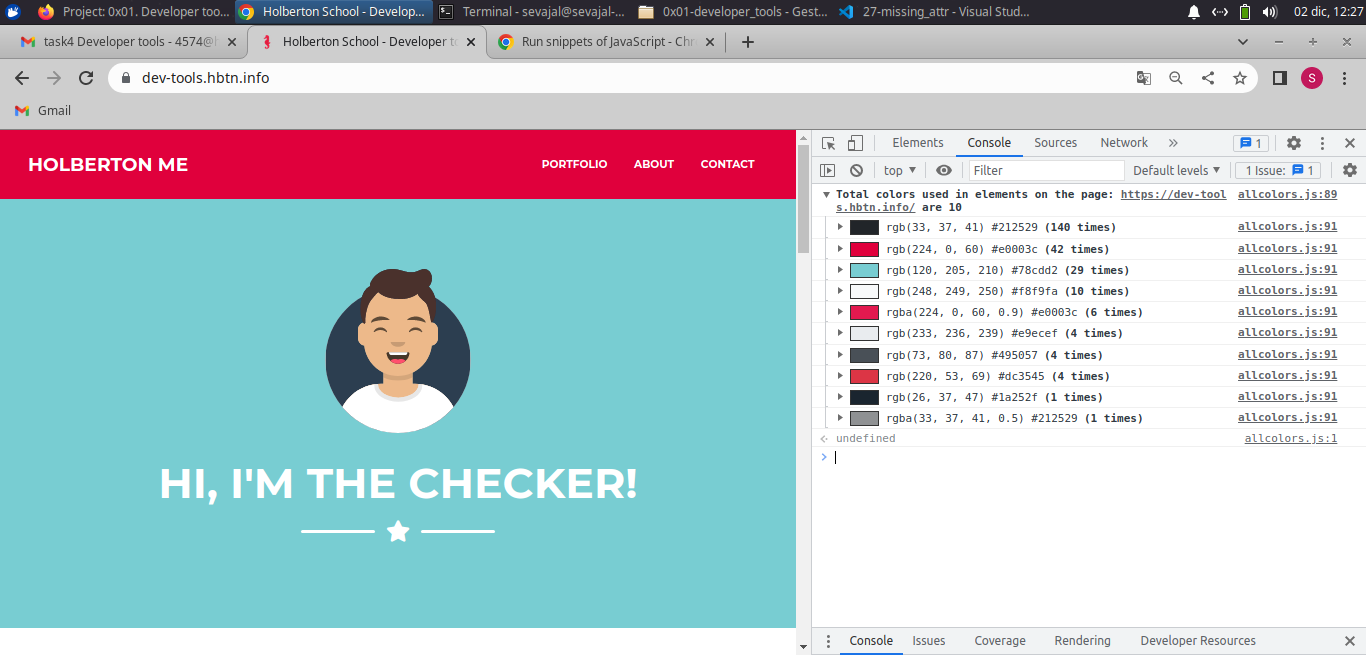 Project: 0x01. Developer too...
Holberton School - Develop...
Terminal - sevajal@sevajal-...
0x01-developer_tools - Gest...
27-missing_attr - Visual Stud...
02 dic, 12:27
task4 Developer tools - 4574@h
Holberton School - Developer to
Run snippets of JavaScript - Chr
dev-tools.hbtn.info
S
Gmail
HOLBERTON ME
PORTFOLIO
ABOUT
CONTACT
HI, I'M THE CHECKER!
Elements
Console
Sources
Network
1
top
Filter
Default levels
1 Issue:
1
Total colors used in elements on the page: https://dev-tool
s.hbtn.info/ are 10
allcolors.js:89
rgb(33, 37, 41) #212529 (140 times)
allcolors.js:91
rgb(224, 0, 60) #e0003c (42 times)
allcolors.js:91
rgb(120, 205, 210) #78cdd2 (29 times)
allcolors.js:91
rgb(248, 249, 250) #f8f9fa (10 times)
allcolors.js:91
rgba(224, 0, 60, 0.9) #e0003c (6 times)
allcolors.js:91
rgb(233, 236, 239) #e9ecef (4 times)
allcolors.js:91
rgb(73, 80, 87) #495057 (4 times)
allcolors.js:91
rgb(220, 53, 69) #dc3545 (4 times)
allcolors.js:91
rgb(26, 37, 47) #1a252f (1 times)
allcolors.js:91
rgba(33, 37, 41, 0.5) #212529 (1 times)
allcolors.js:91
undefined
allcolors.js:1
Console
Issues
Coverage
Rendering
Developer Resources